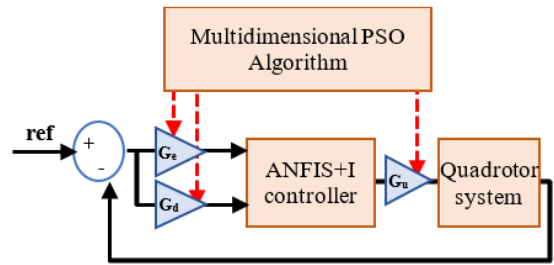 Multidimensional PSO
Algorithm
ref
+
-
Ge
Gd
ANFIS+I
controller
Gu
Quadrotor
system